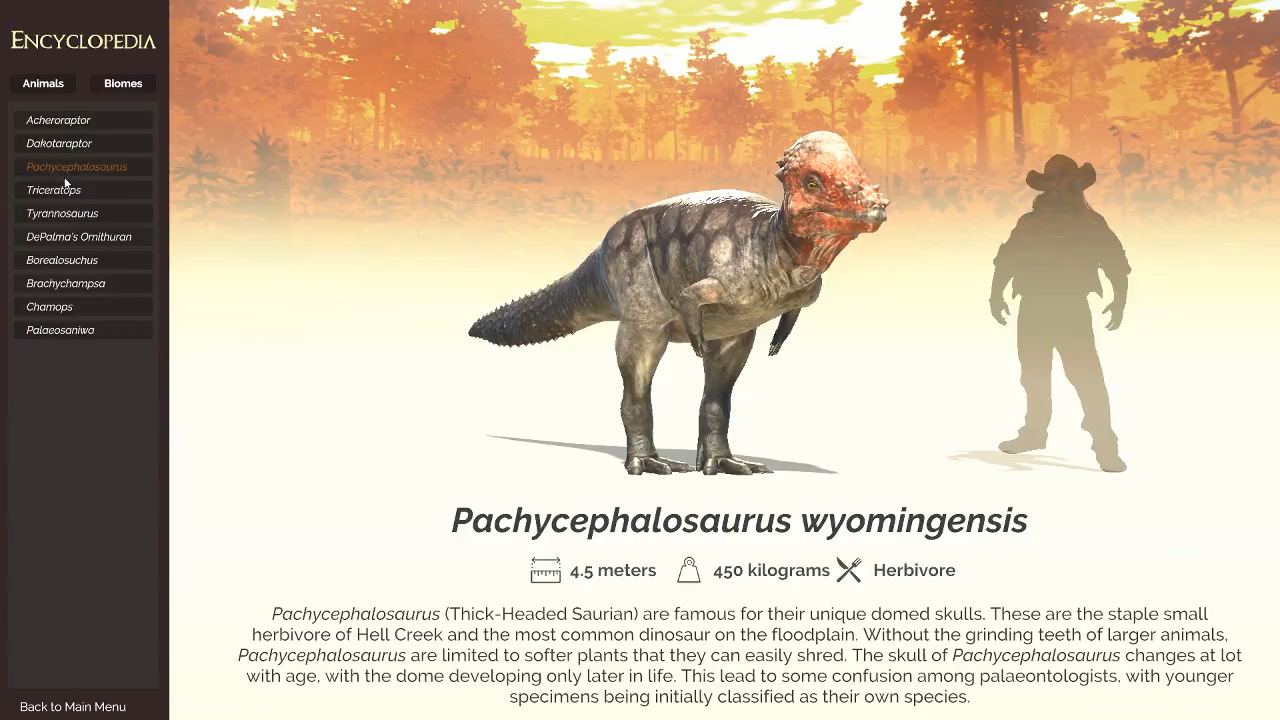 ENCYCLOPEDIA
Animals Biomes
Acheroraptor
Dakotaraptor
Pachycephalosaurus
Triceratops
Tyrannosaurus
DePalma's Ornithuran
Borealosuchus
Brachychampsa
Chamops
Palaeosaniwa
Back to Main Menu
Pachycephalosaurus wyomingensis
4.5 meters 450 kilograms Herbivore
Pachycephalosaurus (Thick-Headed Saurian) are famous for their unique domed skulls. These are the staple small
herbivore of Hell Creek and the most common dinosaur on the floodplain. Without the grinding teeth of larger animals,
Pachycephalosaurus are limited to softer plants that they can easily shred. The skull of Pachycephalosaurus changes at lot
with age, with the dome developing only later in life. This lead to some confusion among palaeontologists, with younger
specimens being initially classified as their own species.